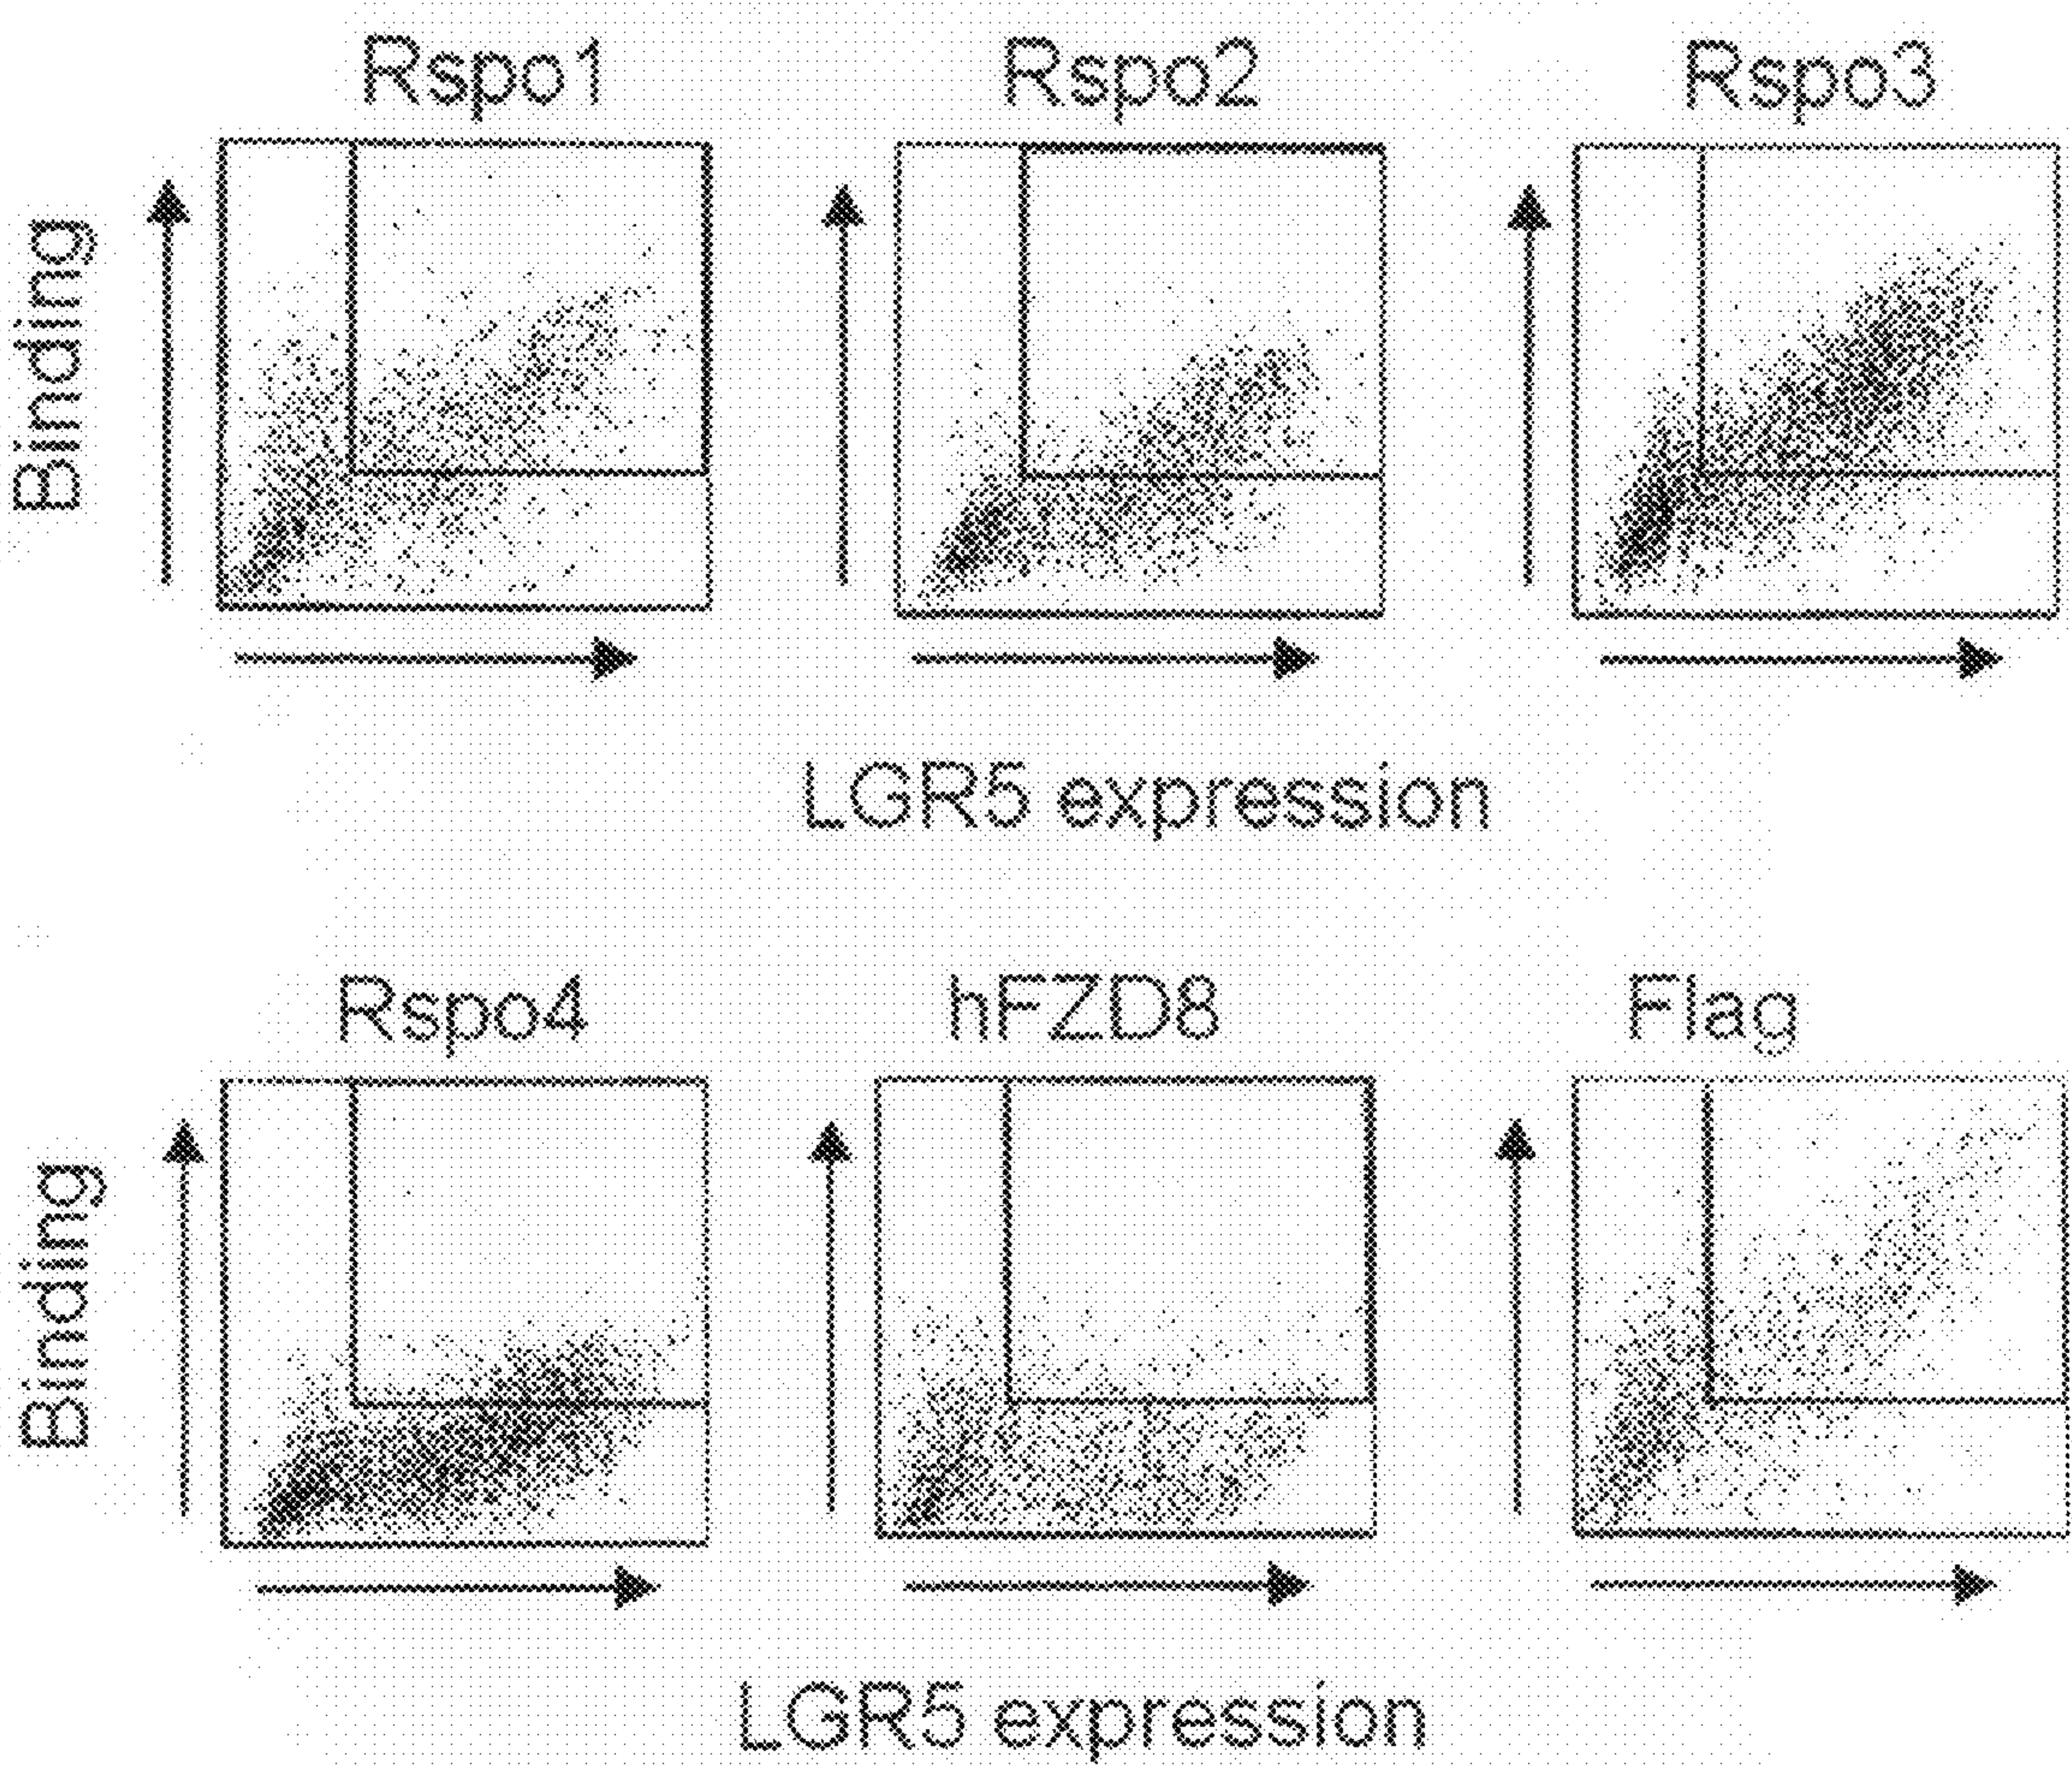 Rspo1 Rspo2 Rspo3
Binding
LGR5 expression
Rspo4 hFZD8 Flag
Binding
LGR5 expression